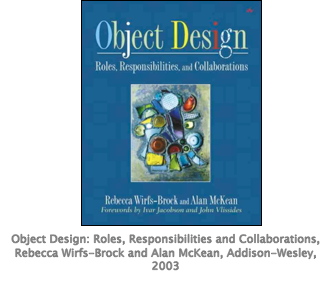 Object Design
Roles, Responsibilities, and Collaborations
Rebecca Wirfs-Brock and Alan McKean
Forewords by Ivar Jacobson and John Vlissides
Object Design: Roles, Responsibilities and Collaborations,
Rebecca Wirfs-Brock and Alan McKean, Addison-Wesley,
2003